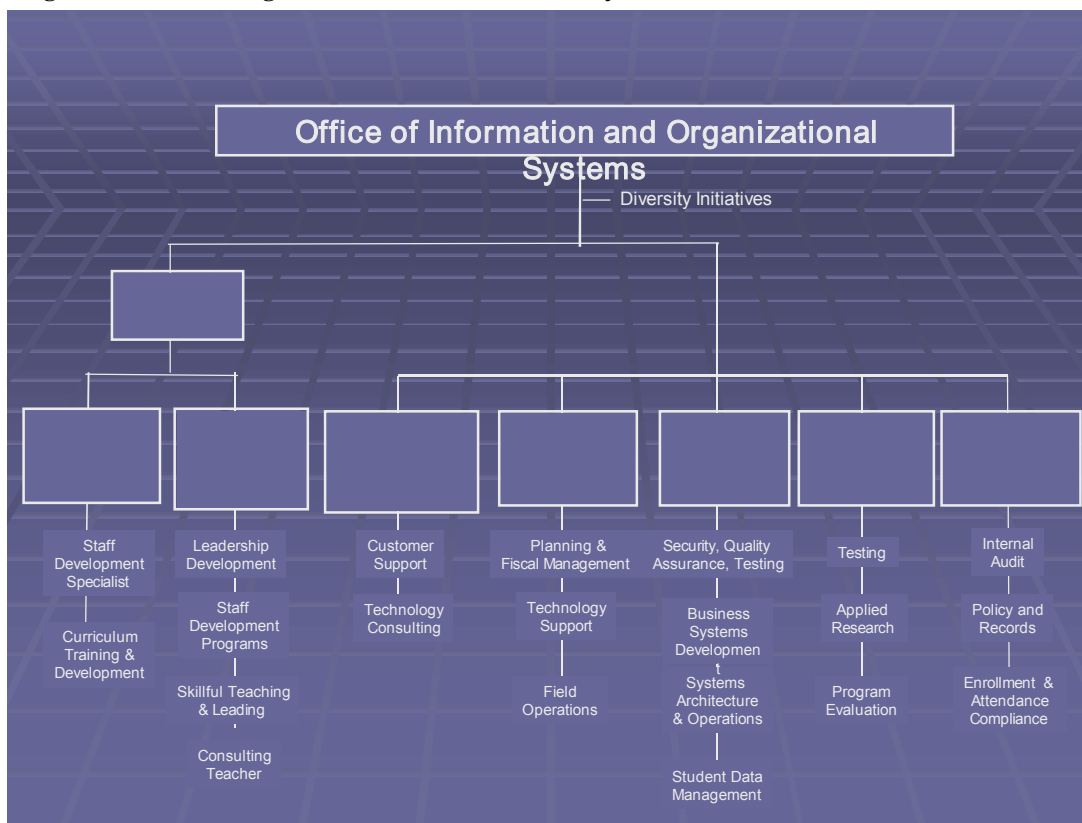 Office of Information and Organizational
Systems
Diversity Initiatives
Staff
Development
Specialist
Curriculum
Training &
Development
Leadership
Development
Staff
Development
Programs
Skillful Teaching
& Leading
Consulting
Teacher
Customer
Support
Technology
Consulting
Planning &
Fiscal Management
Technology
Support
Field
Operations
Security, Quality
Assurance, Testing
Business
Systems
Developmen
t
Systems
Architecture
& Operations
Student Data
Management
Testing
Applied
Research
Program
Evaluation
Internal
Audit
Policy and
Records
Enrollment &
Attendance
Compliance